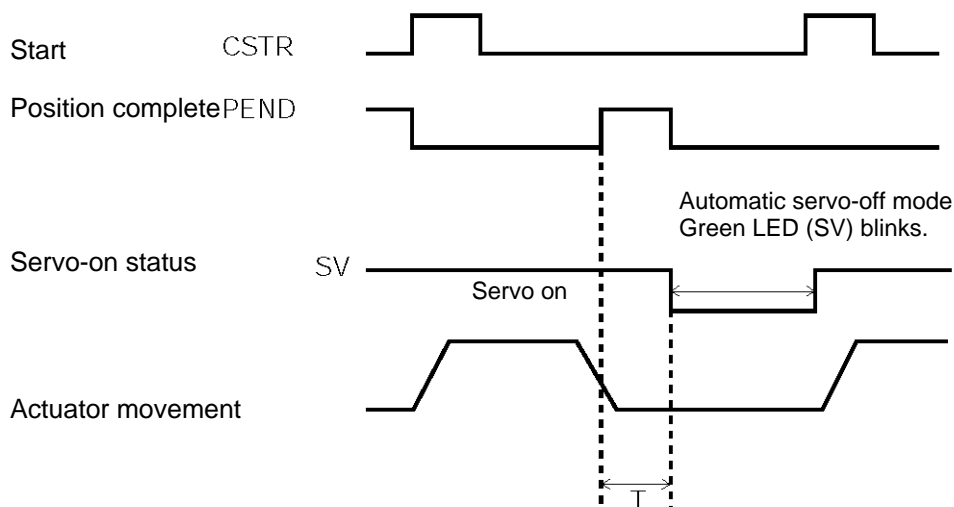 Start CSTR
Position complete PEND
Automatic servo-off mode
Green LED (SV) blinks.
Servo-on status SV
Servo on
Actuator movement
T